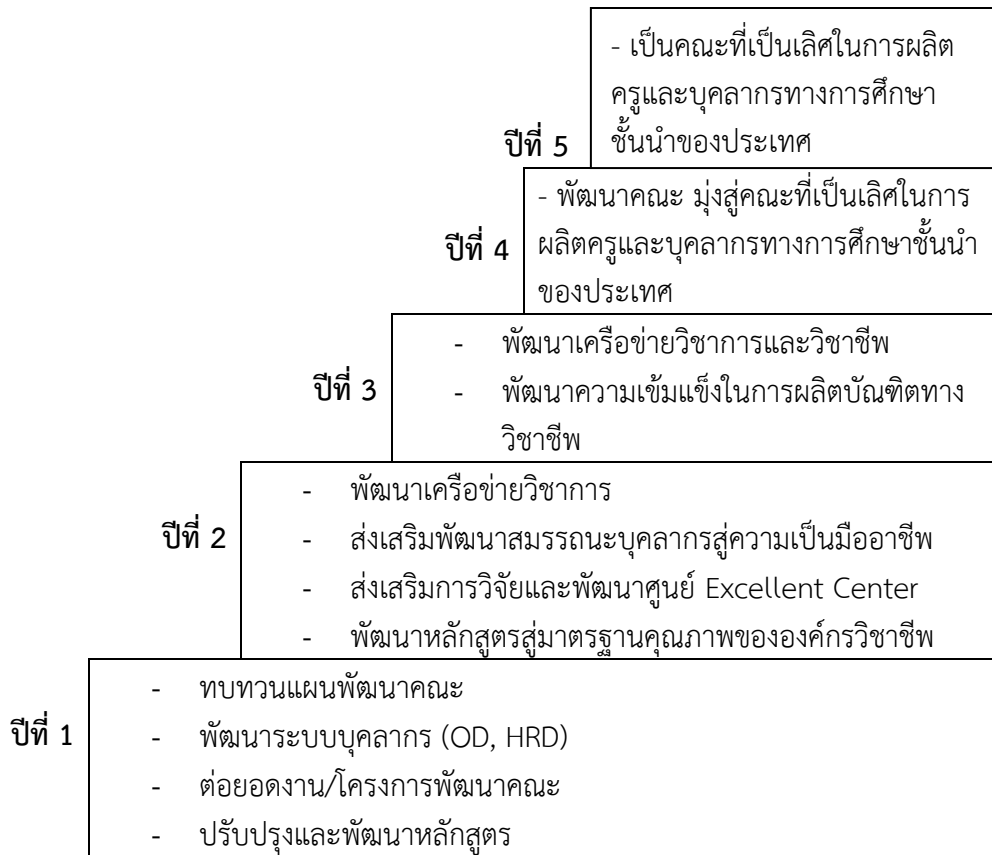 - เป็นคณะที่เป็นเลิศในการผลิต
ครูและบุคลากรทางการศึกษา
ปีที่ 5 ชั้นนำของประเทศ
- พัฒนาคณะ มุ่งสู่คณะที่เป็นเลิศในการ
ปีที่ 4 ผลิตครูและบุคลากรทางการศึกษาชั้นนำ
ของประเทศ
- พัฒนาเครือข่ายวิชาการและวิชาชีพ
ปีที่ 3 - พัฒนาความเข้มแข็งในการผลิตบัณฑิตทาง
วิชาชีพ
- พัฒนาเครือข่ายวิชาการ
ปีที่ 2 - ส่งเสริมพัฒนาสมรรถนะบุคลากรสู่ความเป็นมืออาชีพ
- ส่งเสริมการวิจัยและพัฒนาศูนย์ Excellent Center
- พัฒนาหลักสูตรสู่มาตรฐานคุณภาพขององค์กรวิชาชีพ
- ทบทวนแผนพัฒนาคณะ
ปีที่ 1 - พัฒนาระบบบุคลากร (OD, HRD)
- ต่อยอดงาน/โครงการพัฒนาคณะ
- ปรับปรุงและพัฒนาหลักสูตร